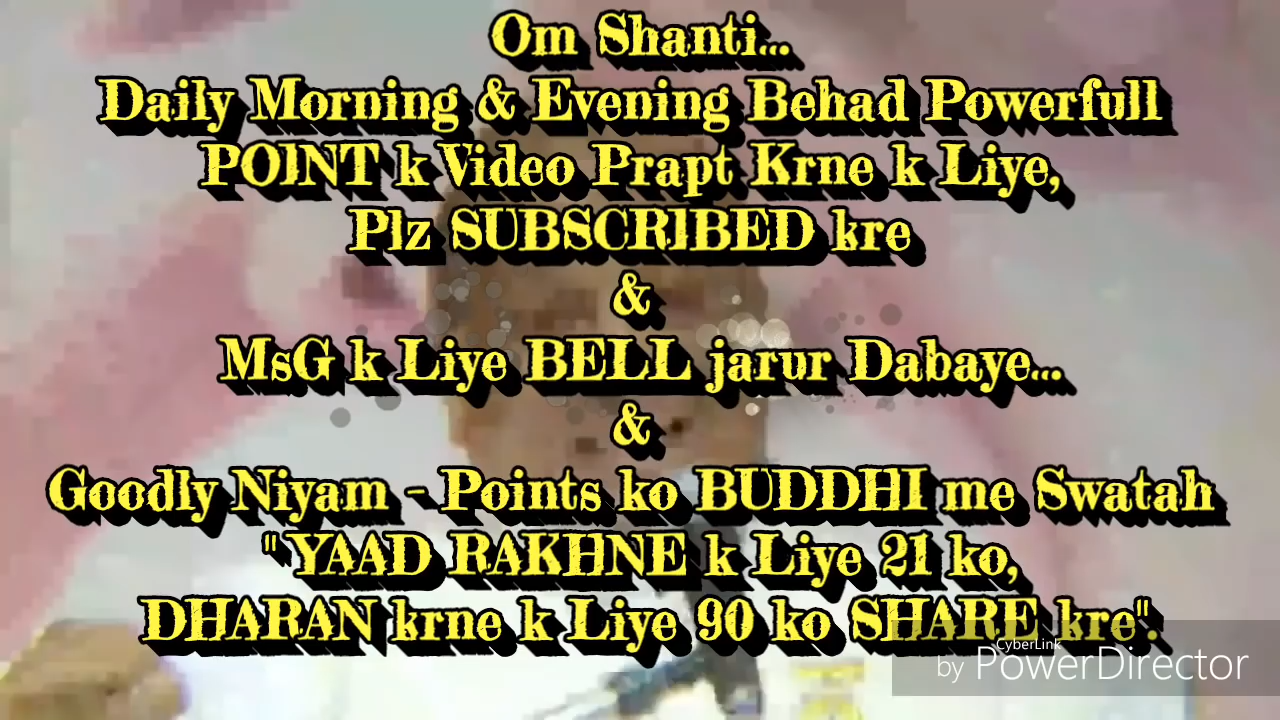 Om Shanti...
Daily Morning & Evening Behad Powerfull
POINT k Video Prapt Krne k Liye,
Plz SUBSCRIBED kre
&
MsG k Liye BELL jarur Dabaye...
&
Goodly Niyam - Points ko BUDDHI me Swatah
"YAAD RAKHNE k Liye 21 ko,
DHARAN krne k Liye 90 ko SHARE kre".
CyberLink
by PowerDirector